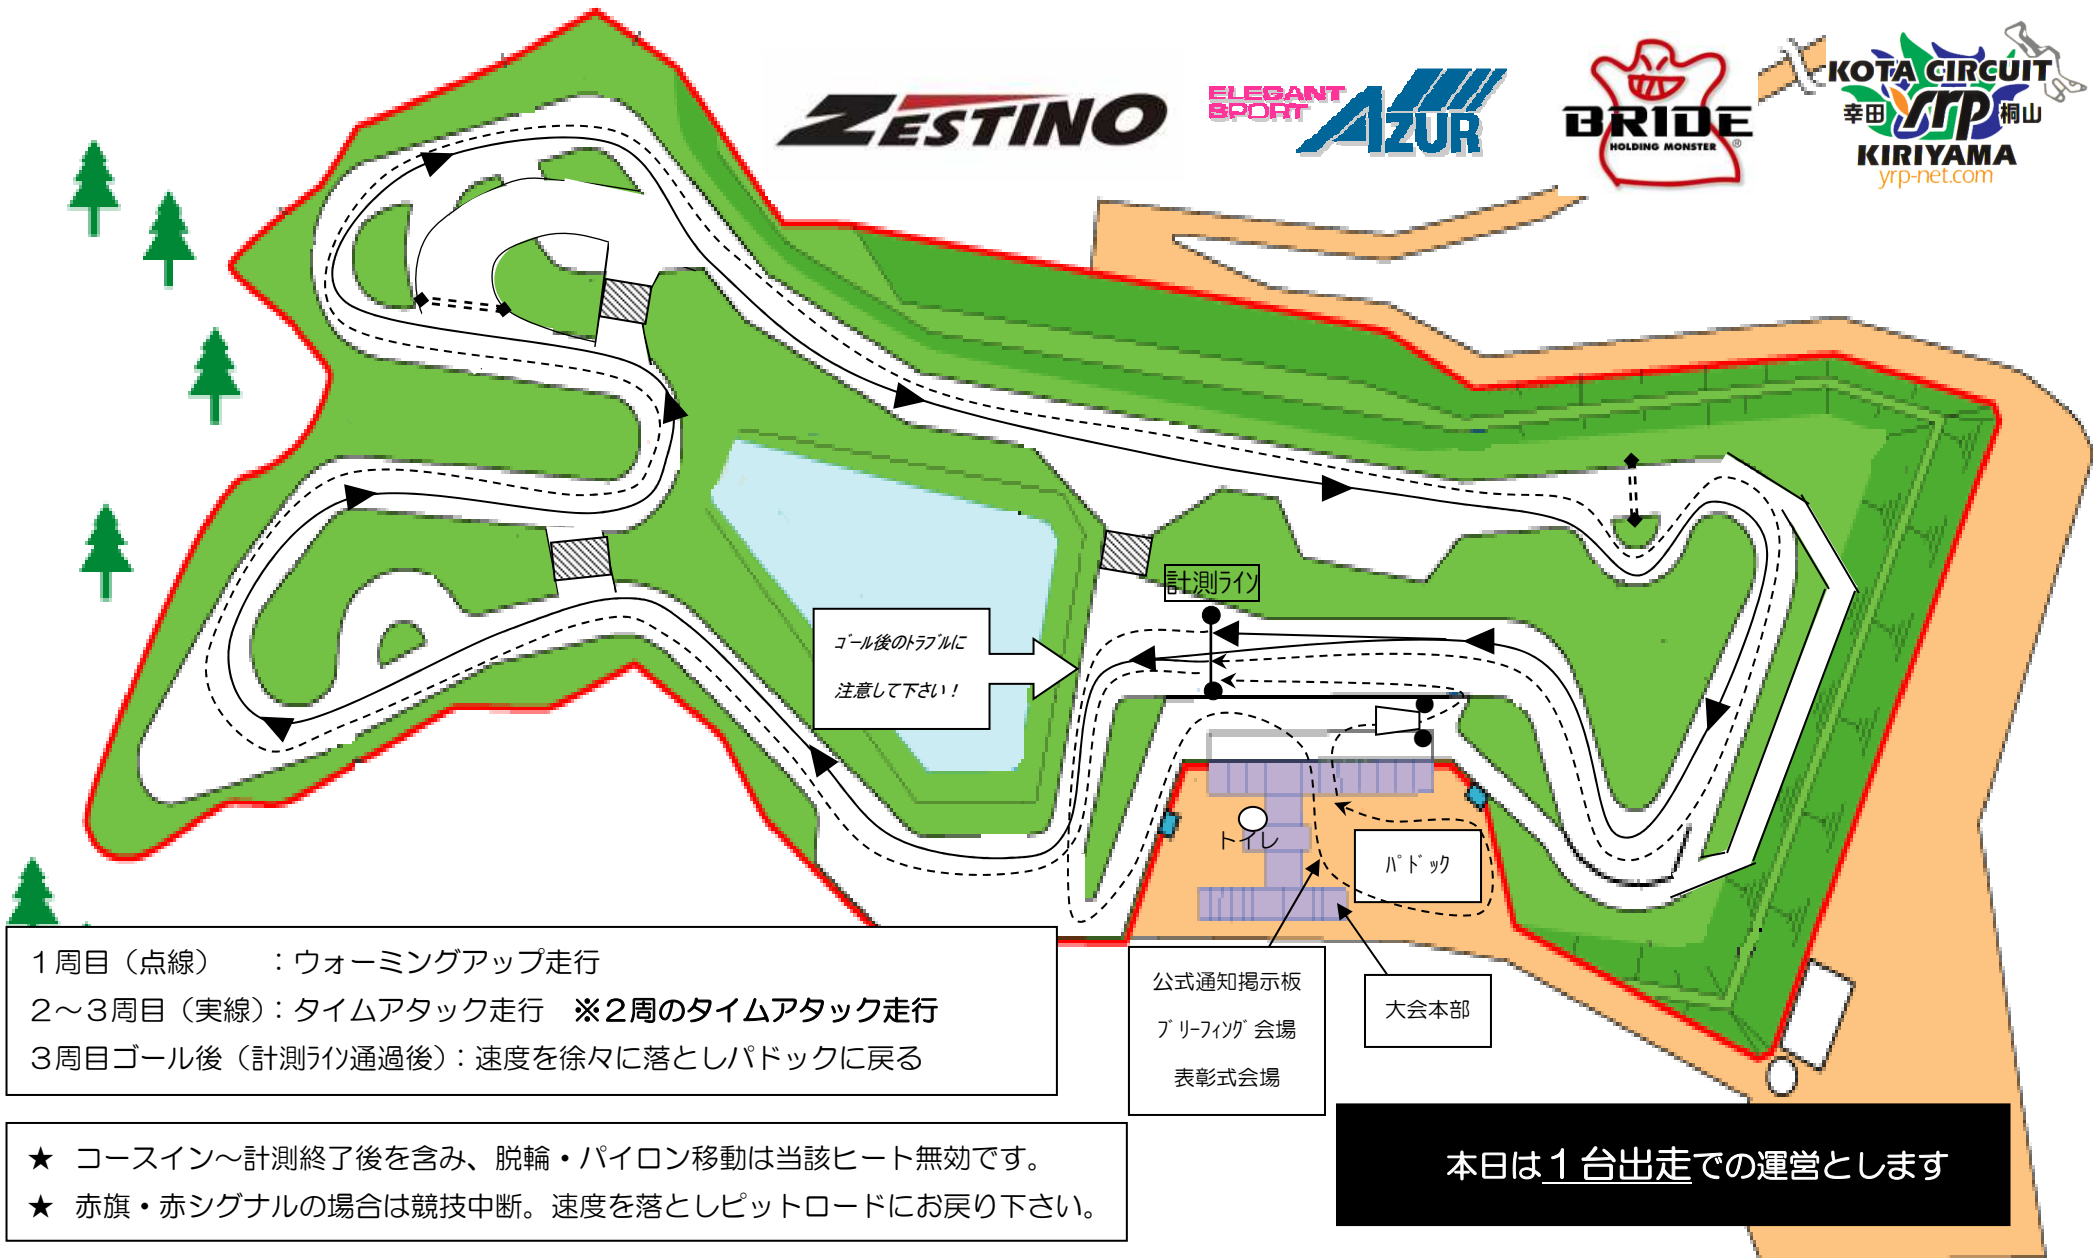 ZESTINO
ELEGANT
SPORT
AZUR
BRIDE
HOLDING MONSTER
®
KOTA CIRCUIT
幸田 yrp 桐山
KIRIYAMA
yrp-net.com
計測ﾗｲﾝ
ｺﾞｰﾙ後のﾄﾗﾌﾞﾙに
注意して下さい！
トイレ
ﾊﾟﾄﾞｯｸ
公式通知掲示板
ﾌﾞﾘｰﾌｨﾝｸﾞ会場
表彰式会場
大会本部
１周目（点線）　　：ウォーミングアップ走行
２～３周目（実線）：タイムアタック走行　※２周のタイムアタック走行
３周目ゴール後（計測ﾗｲﾝ通過後）：速度を徐々に落としパドックに戻る
★ コースイン～計測終了後を含み、脱輪・パイロン移動は当該ヒート無効です。
★ 赤旗・赤シグナルの場合は競技中断。速度を落としピットロードにお戻り下さい。
本日は１台出走での運営とします